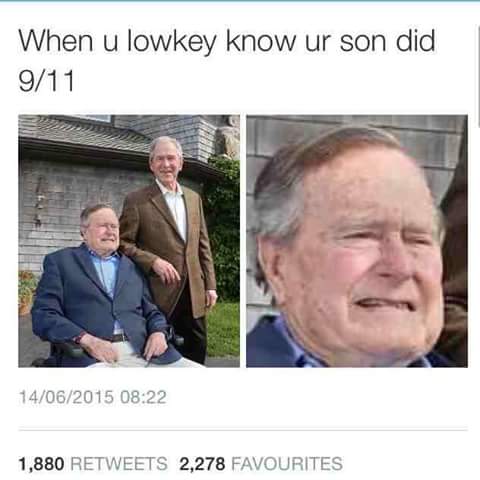 When u lowkey know ur son did
9/11
14/06/2015 08:22
1,880 RETWEETS 2,278 FAVOURITES